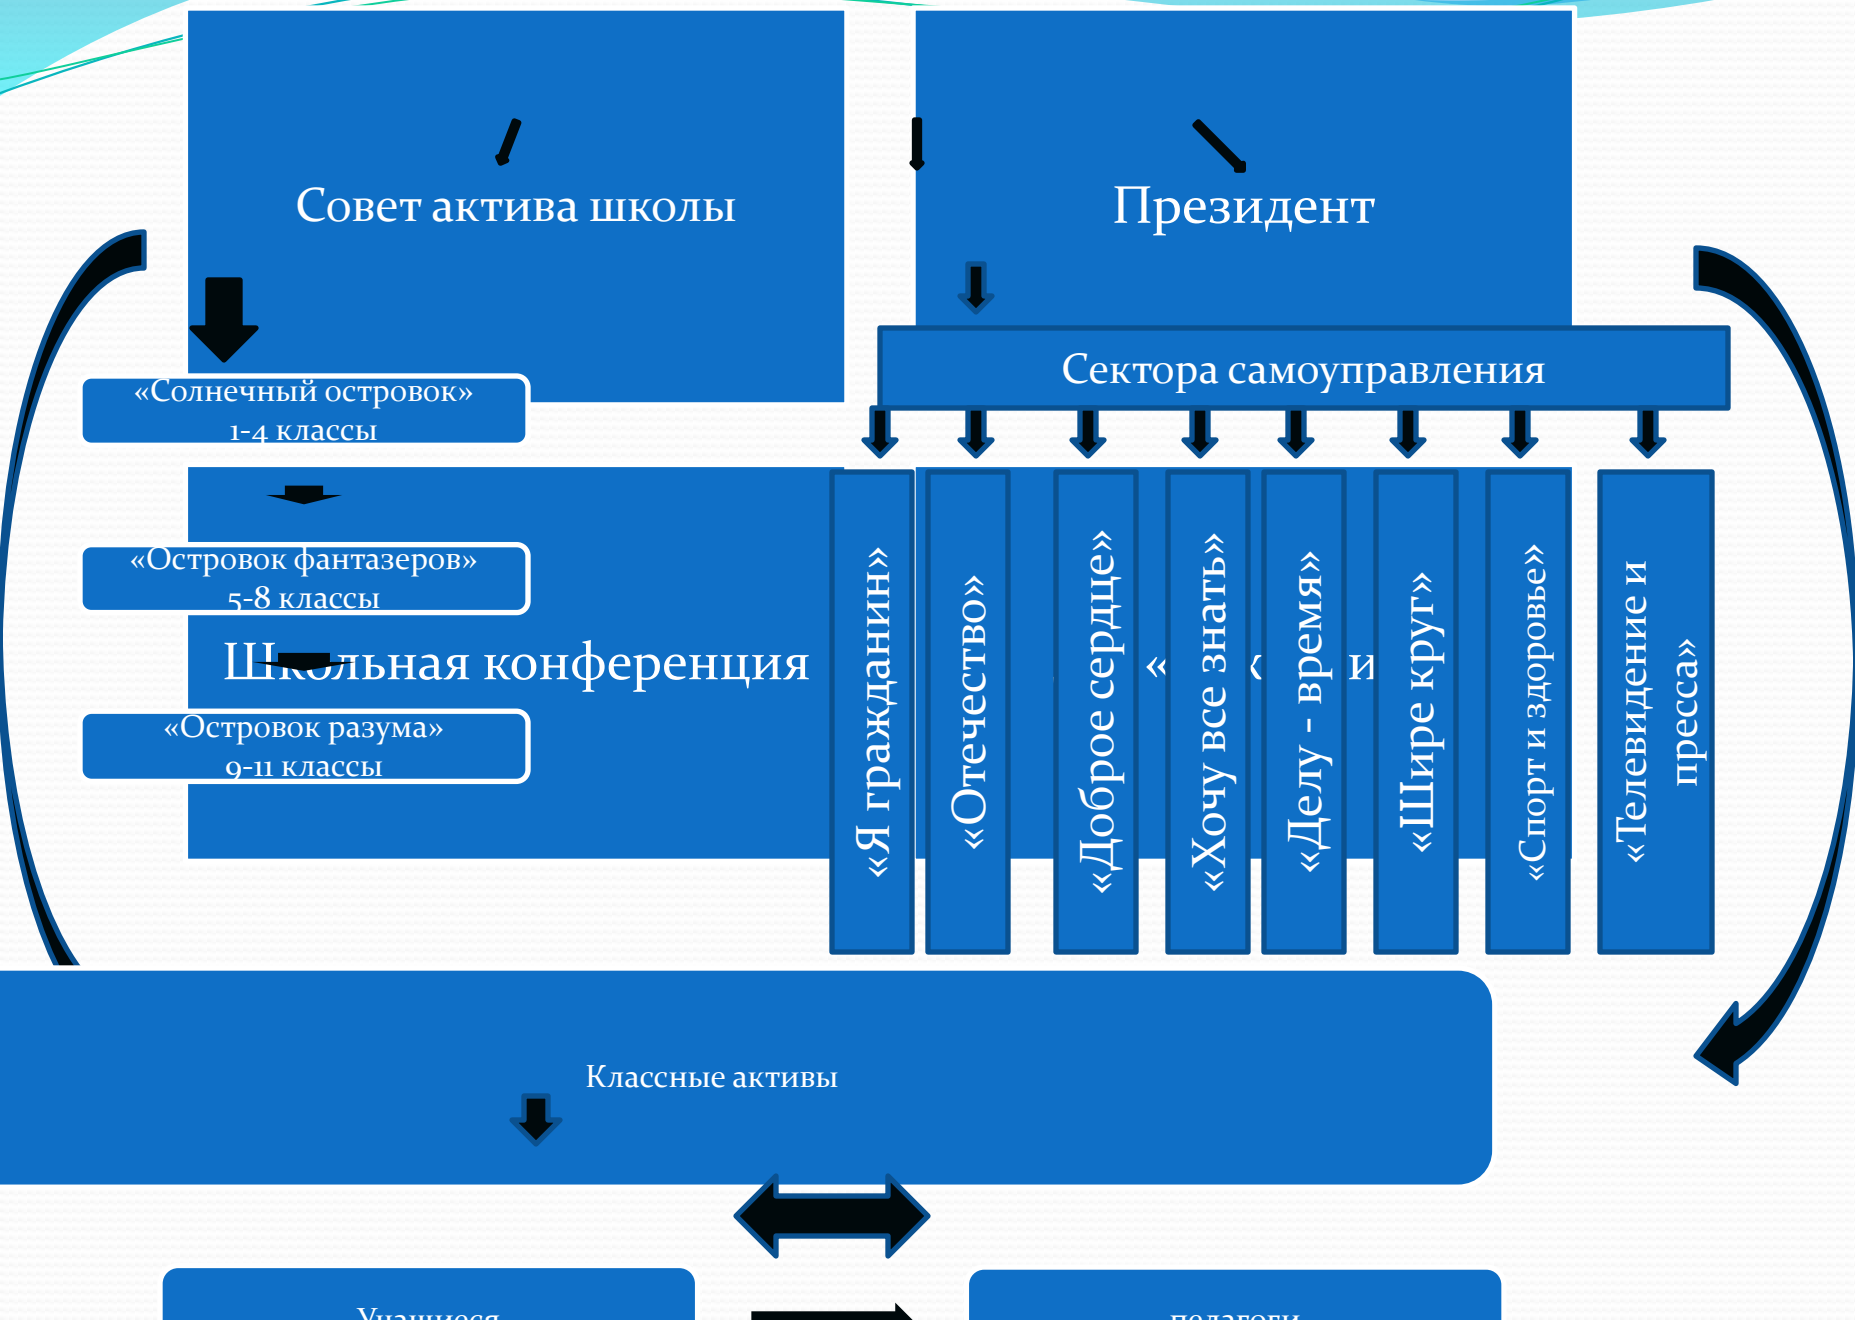 Совет актива школы
Президент
Сектора самоуправления
«Солнечный островок»
1-4 классы
«Островок фантазеров»
5-8 классы
Школьная конференция
«Островок разума»
9-11 классы
«Я гражданин»
«Отечество»
«Доброе сердце»
«Хочу все знать»
«Делу - время»
«Шире круг»
«Спорт и здоровье»
«Телевидение и
пресса»
Классные активы
Учащиеся
педагоги